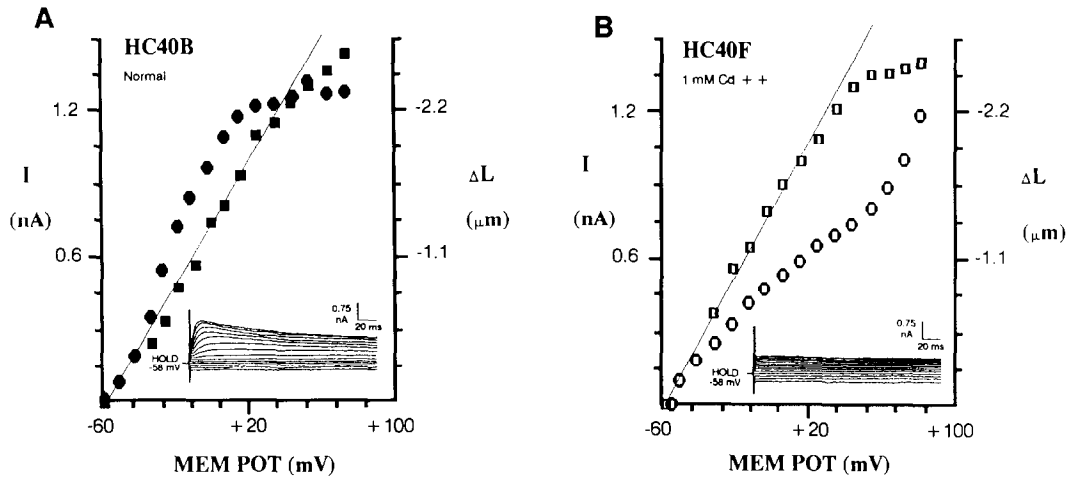 A
HC40B
Normal
1.2
0.6
I
(nA)
-2.2
-1.1
ΔL
(μm)
0.75
nA
20 ms
HOLD
-58 mV
-60
+20
+100
MEM POT (mV)
B
HC40F
1 mM Cd + +
1.2
0.6
I
(nA)
-2.2
-1.1
ΔL
(μm)
0.75
nA
20 ms
HOLD
-58 mV
-60
+20
+100
MEM POT (mV)